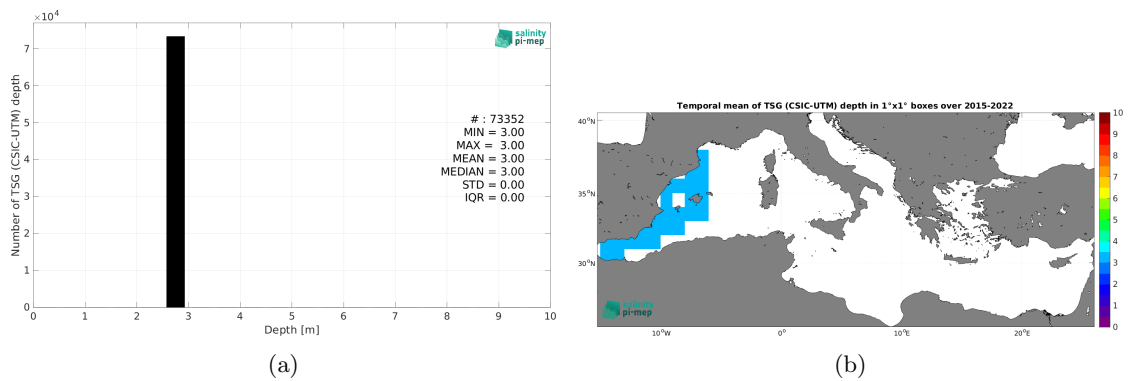 ×10⁴
salinity
pi-mep
7
6
5
4
3
2
1
0
Number of TSG (CSIC-UTM) depth
# : 73352
MIN = 3.00
MAX = 3.00
MEAN = 3.00
MEDIAN = 3.00
STD = 0.00
IQR = 0.00
0 1 2 3 4 5 6 7 8 9 10
Depth [m]
(a)
Temporal mean of TSG (CSIC-UTM) depth in 1°x1° boxes over 2015-2022
40°N
35°N
30°N
salinity
pi-mep
10°W 0° 10°E 20°E
10
9
8
7
6
5
4
3
2
1
0
(b)